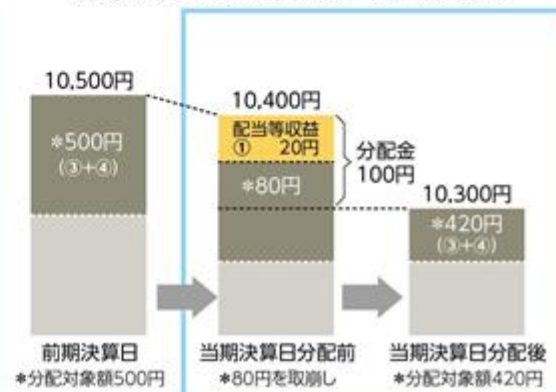 10,500円
*500円
(③+④)
10,400円
配当等収益
① 20円
*80円
分配金
100円
10,300円
*420円
(③+④)
前期決算日
*分配対象額500円
当期決算日分配前
*80円を取崩し
当期決算日分配後
*分配対象額420円